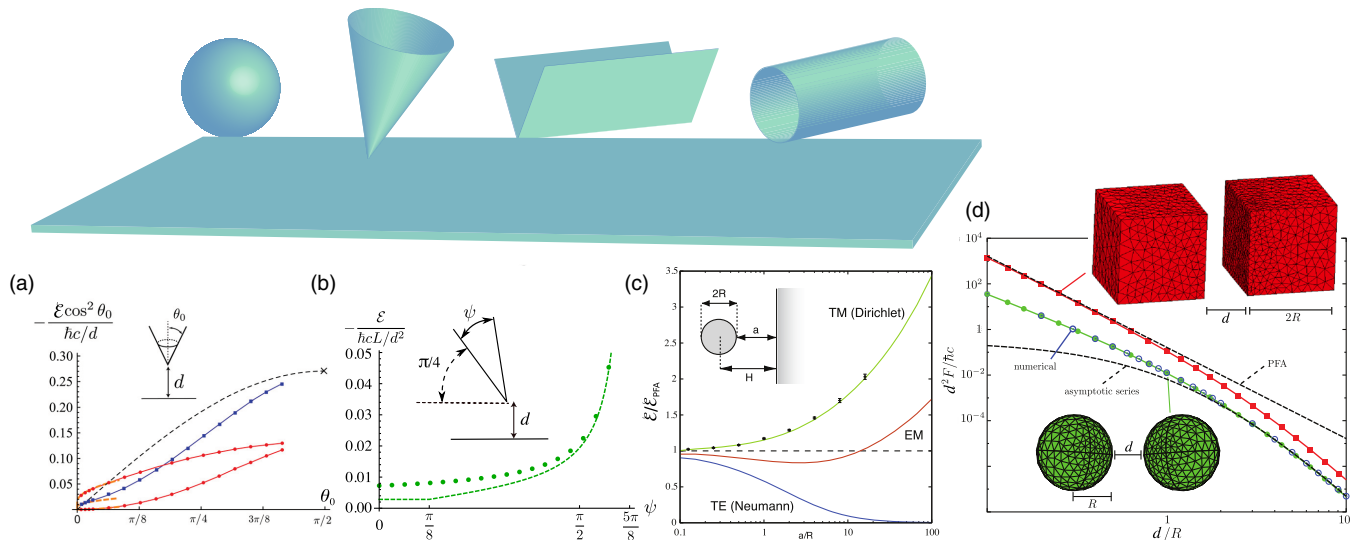 (a)
ℰcos² θ₀
ħc/d
θ₀
d
0.30
0.25
0.20
0.15
0.10
0.05
0
π/8
π/4
3π/8
π/2
θ₀
(b)
ℰ
ħcL/d²
ψ
π/4
d
0.05
0.04
0.03
0.02
0.01
0.00
0
π/8
π/2
5π/8
ψ
(c)
ℰ/ℰPFA
3.5
3
2.5
2
1.5
1
0.5
0
2R
a
H
TM (Dirichlet)
EM
TE (Neumann)
0.1
1
10
100
a/R
(d)
d²F/ħc
10⁴
10²
1
10⁻²
10⁻⁴
d
2R
numerical
asymptotic series
PFA
d
R
1.0
10
d/R